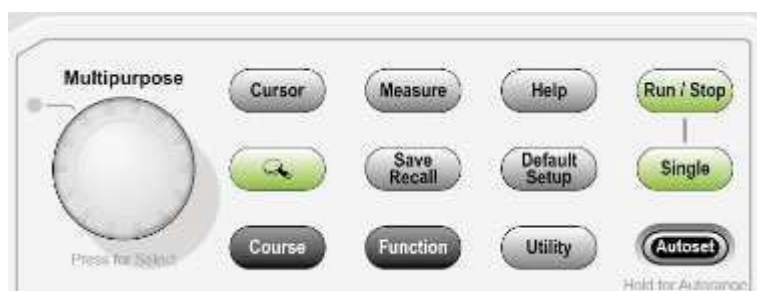 Multipurpose
Cursor
Measure
Help
Run / Stop
Save
Recall
Default
Setup
Single
Course
Function
Utility
Autoset
Press for Select
Hold for Autorange